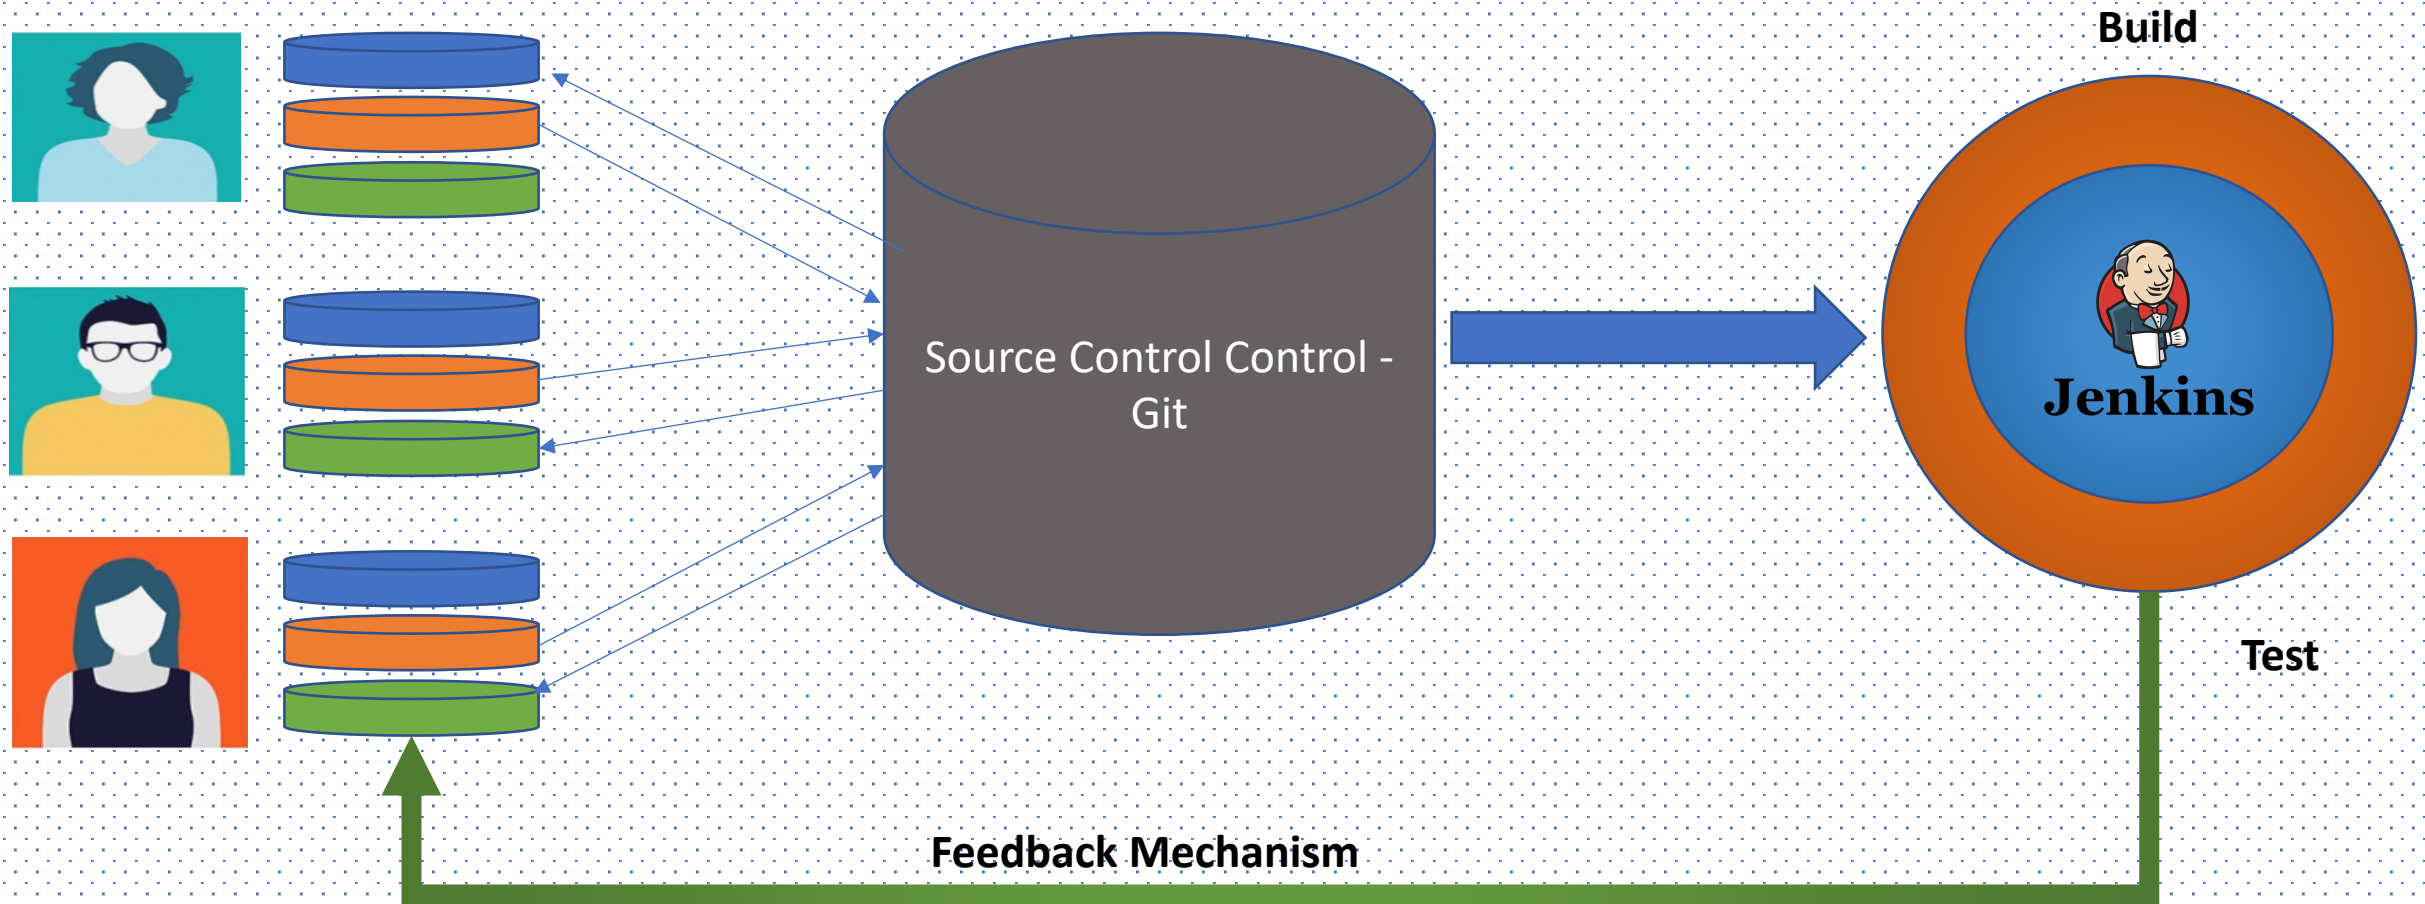 Build
Source Control Control -
Git
Jenkins
Test
Feedback Mechanism